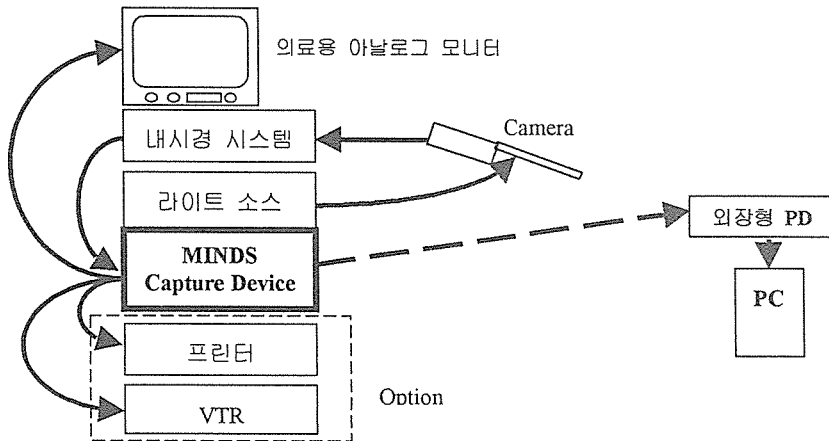 의료용 아날로그 모니터
내시경 시스템
Camera
라이트 소스
외장형 PD
MINDS
Capture Device
PC
프린터
Option
VTR